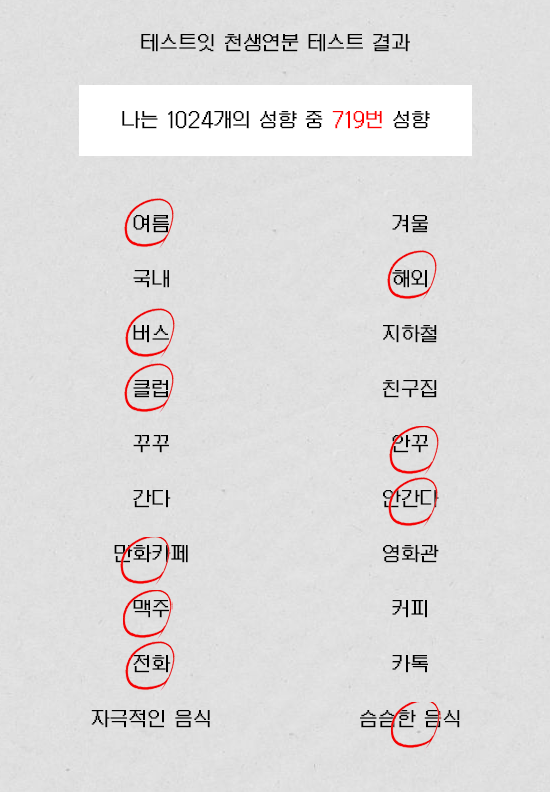 테스트잇 천생연분 테스트 결과
나는 1024개의 성향 중 719번 성향
여름 겨울
국내 해외
버스 지하철
클럽 친구집
꾸꾸 안꾸
간다 안간다
만화카페 영화관
맥주 커피
전화 카톡
자극적인 음식 슴슴한 음식